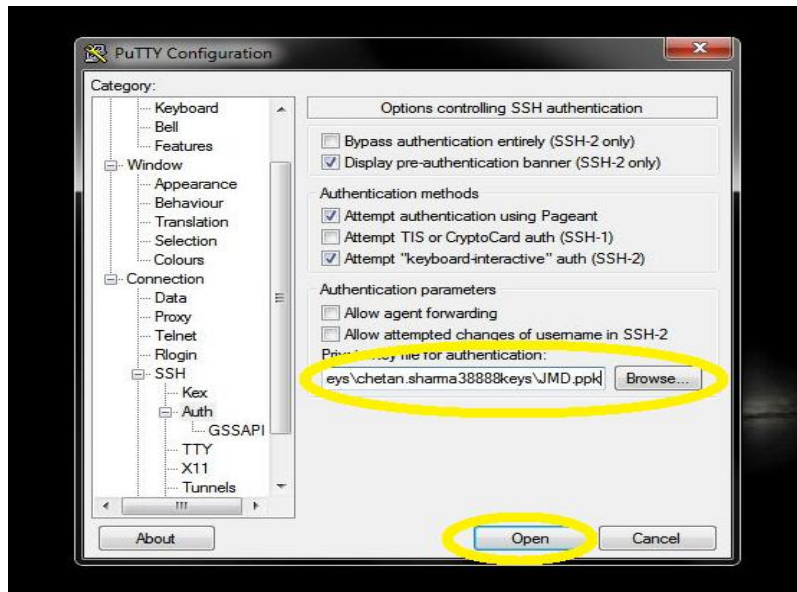 PuTTY Configuration
Category:
Keyboard
Bell
Features
Window
Appearance
Behaviour
Translation
Selection
Colours
Connection
Data
Proxy
Telnet
Rlogin
SSH
Kex
Auth
GSSAPI
TTY
X11
Tunnels
Options controlling SSH authentication
Bypass authentication entirely (SSH-2 only)
Display pre-authentication banner (SSH-2 only)
Authentication methods
Attempt authentication using Pageant
Attempt TIS or CryptoCard auth (SSH-1)
Attempt "keyboard-interactive" auth (SSH-2)
Authentication parameters
Allow agent forwarding
Allow attempted changes of username in SSH-2
Private key file for authentication:
eys\chetan.sharma38888keys\JMD.ppk
Browse...
About
Open
Cancel